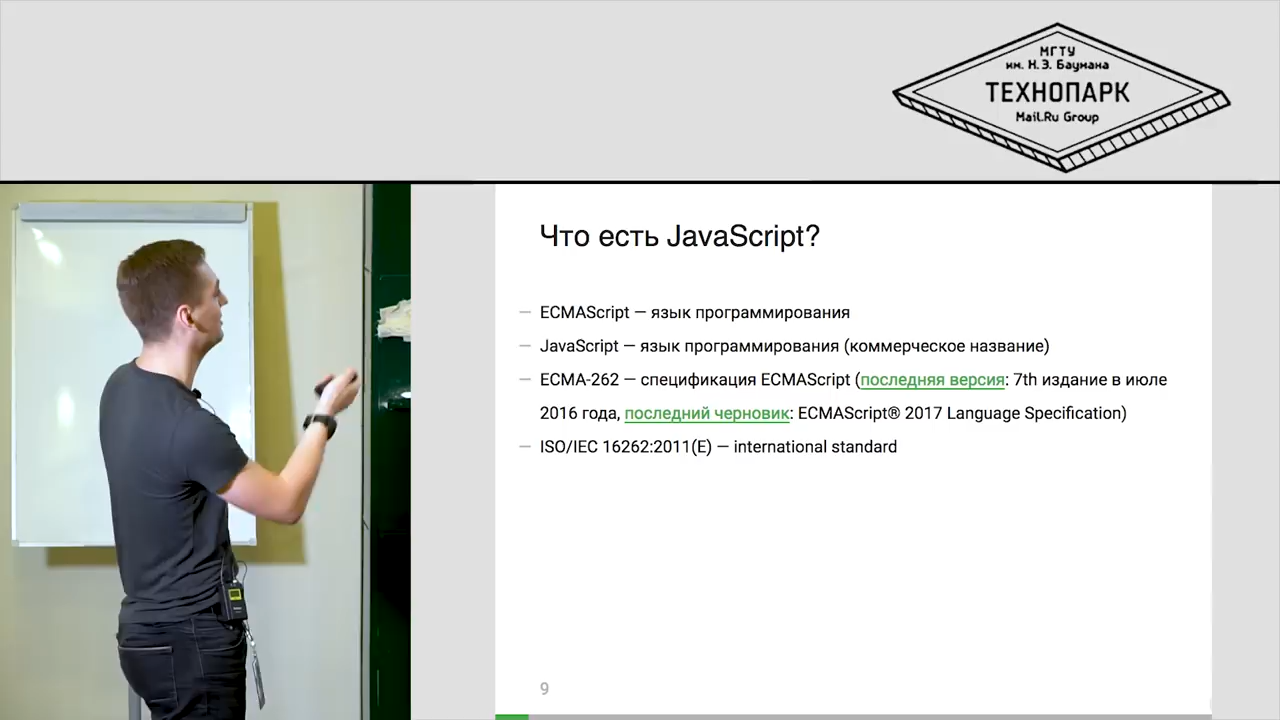 МГТУ
им. Н.Э. Баумана
ТЕХНОПАРК
Mail.Ru Group
Что есть JavaScript?
— ECMAScript — язык программирования
— JavaScript — язык программирования (коммерческое название)
— ECMA-262 — спецификация ECMAScript (последняя версия: 7th издание в июле
2016 года, последний черновик: ECMAScript® 2017 Language Specification)
— ISO/IEC 16262:2011(E) — international standard
9